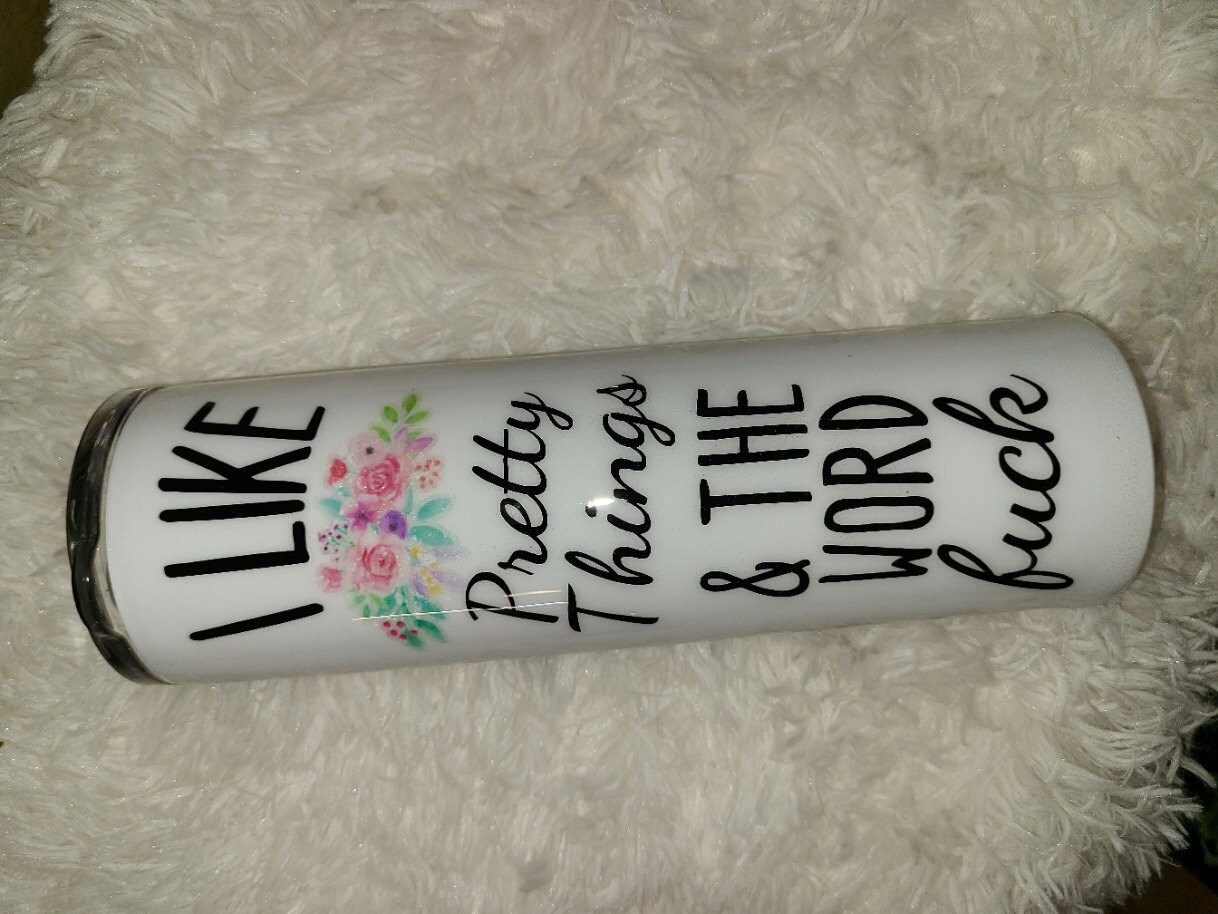 I LIKE
Pretty
Things
& THE
WORD
fuck